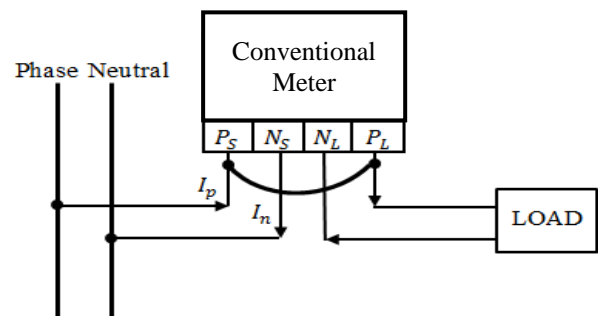 Conventional
Meter
Phase Neutral
P_S N_S N_L P_L
I_p
I_n
LOAD